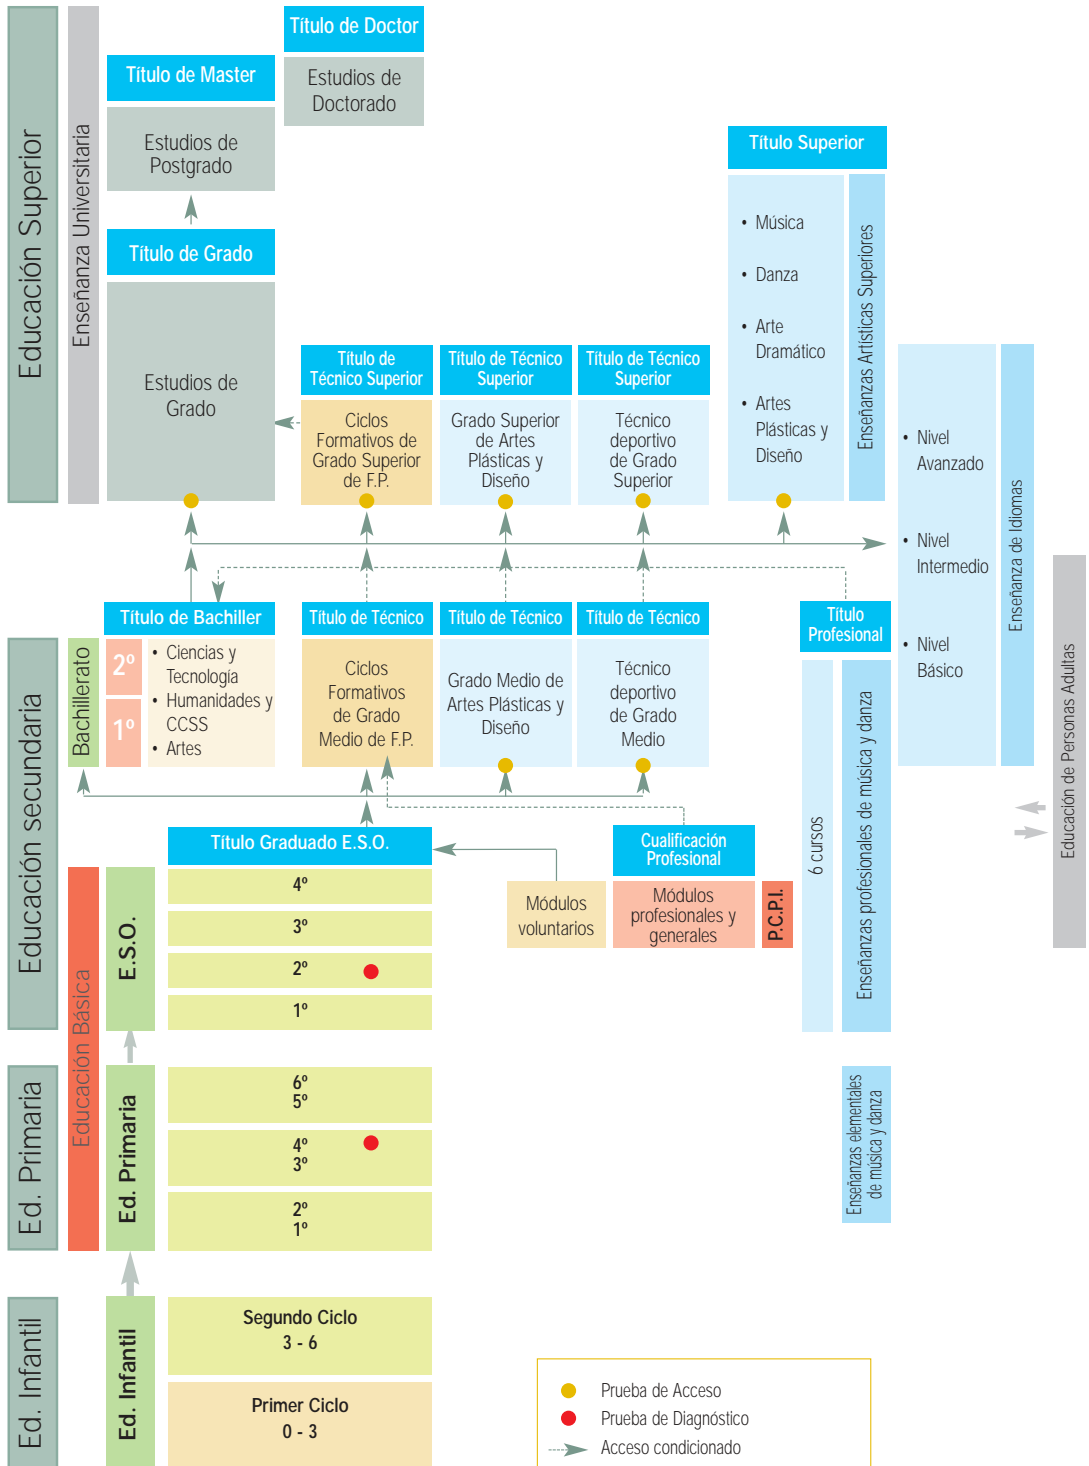 Educación Superior
Enseñanza Universitaria
Título de Doctor
Estudios de
Doctorado
Título de Master
Estudios de
Postgrado
Título de Grado
Estudios de
Grado
Título de
Técnico Superior
Ciclos
Formativos de
Grado Superior
de F.P.
Título de Técnico
Superior
Grado Superior
de Artes
Plásticas y
Diseño
Título de Técnico
Superior
Técnico
deportivo
de Grado
Superior
Título Superior
• Música
• Danza
• Arte
Dramático
• Artes
Plásticas y
Diseño
Enseñanzas Artísticas Superiores
• Nivel
Avanzado
• Nivel
Intermedio
• Nivel
Básico
Enseñanza de Idiomas
Educación de Personas Adultas
Educación secundaria
Bachillerato
Título de Bachiller
2º
1º
• Ciencias y
Tecnología
• Humanidades y
CCSS
• Artes
Título de Técnico
Ciclos
Formativos
de Grado
Medio de F.P.
Título de Técnico
Grado Medio de
Artes Plásticas y
Diseño
Título de Técnico
Técnico
deportivo
de Grado
Medio
Título
Profesional
6 cursos
Enseñanzas profesionales de música y danza
Educación Básica
E.S.O.
Título Graduado E.S.O.
4º
3º
2º
1º
Módulos
voluntarios
Cualificación
Profesional
Módulos
profesionales y
generales
P.C.P.I.
Ed. Primaria
Ed. Primaria
6º
5º
4º
3º
2º
1º
Enseñanzas elementales
de música y danza
Ed. Infantil
Ed. Infantil
Segundo Ciclo
3 - 6
Primer Ciclo
0 - 3
Prueba de Acceso
Prueba de Diagnóstico
Acceso condicionado